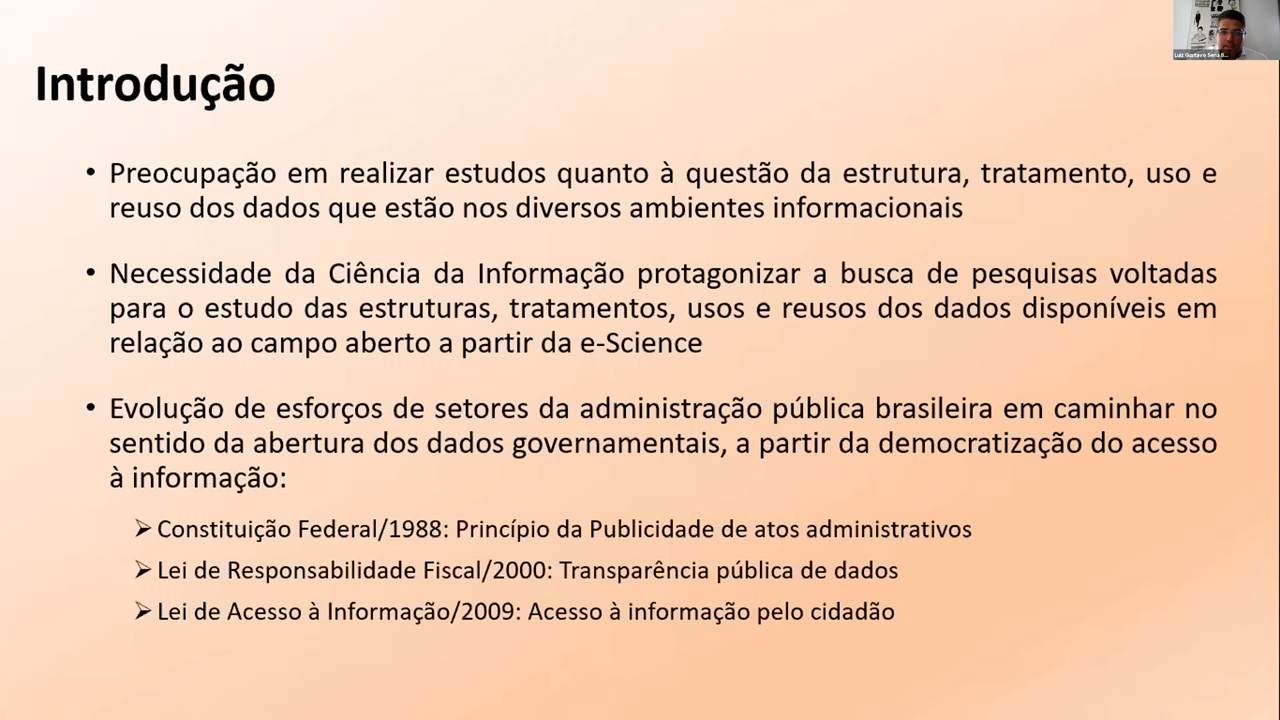 Introdução
Luiz Gustavo Sena B...
• Preocupação em realizar estudos quanto à questão da estrutura, tratamento, uso e
reuso dos dados que estão nos diversos ambientes informacionais
• Necessidade da Ciência da Informação protagonizar a busca de pesquisas voltadas
para o estudo das estruturas, tratamentos, usos e reusos dos dados disponíveis em
relação ao campo aberto a partir da e-Science
• Evolução de esforços de setores da administração pública brasileira em caminhar no
sentido da abertura dos dados governamentais, a partir da democratização do acesso
à informação:
➢ Constituição Federal/1988: Princípio da Publicidade de atos administrativos
➢ Lei de Responsabilidade Fiscal/2000: Transparência pública de dados
➢ Lei de Acesso à Informação/2009: Acesso à informação pelo cidadão